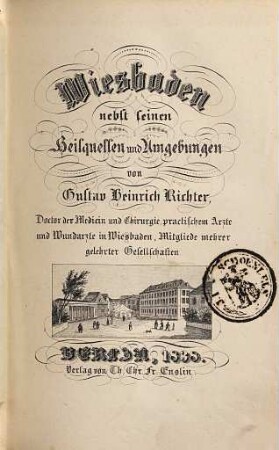 Wiesbaden
nebst seinen
Heilquellen und Umgebungen
von
Gustav Heinrich Richter,
Doctor der Medicin und Chirurgie, practischem Arzte
und Wundarzte in Wiesbaden, Mitgliede mehrer
gelehrter Gesellschaften
BERLIN, 1838.
Verlag von Th. Chr. Fr. Enslin.